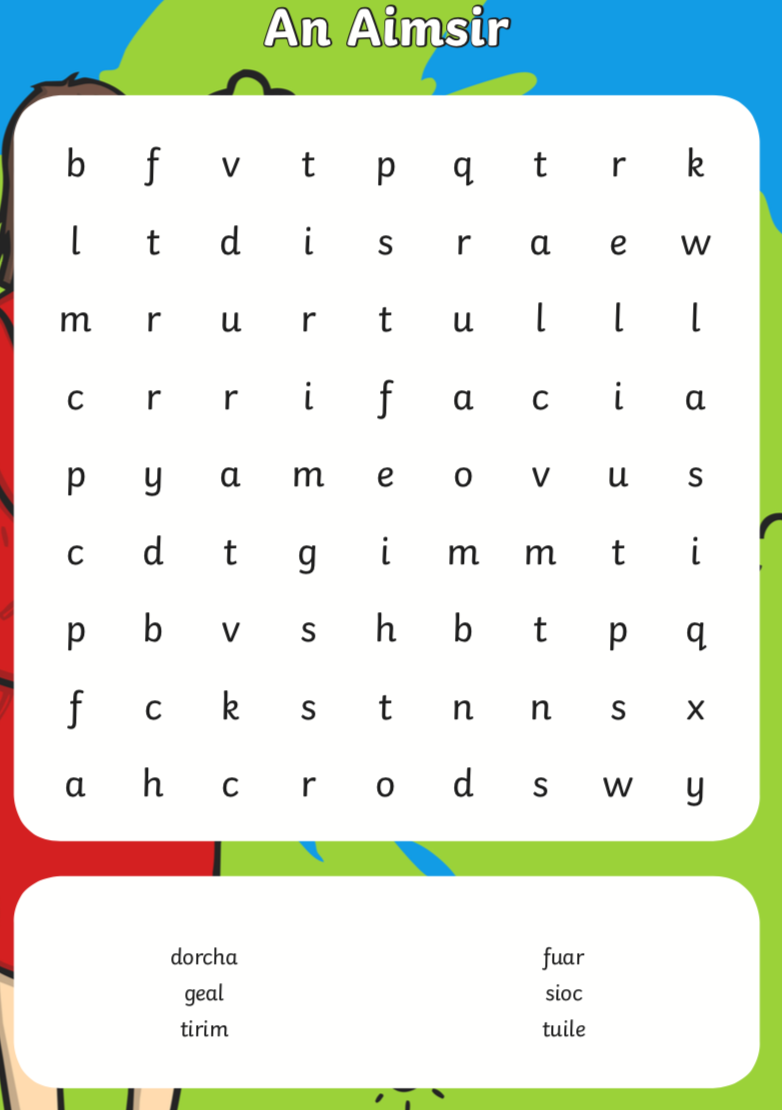 An Aimsir
b f v t p q t r k
l t d i s r a e w
m r u r t u l l l
c r r i f a c i a
p y a m e o v u s
c d t g i m m t i
p b v s h b t p q
f c k s t n n s x
a h c r o d s w y
dorcha fuar
geal sioc
tirim tuile